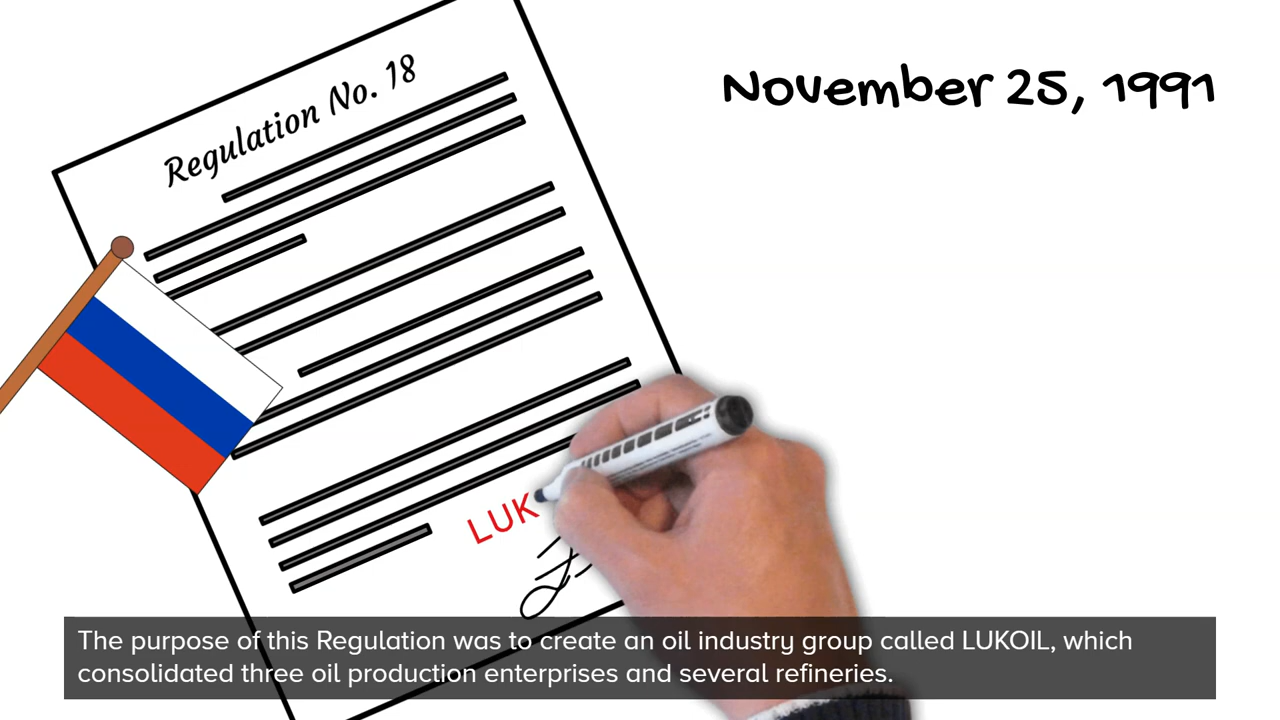 Regulation No. 18
November 25, 1991
LUK
The purpose of this Regulation was to create an oil industry group called LUKOIL, which
consolidated three oil production enterprises and several refineries.